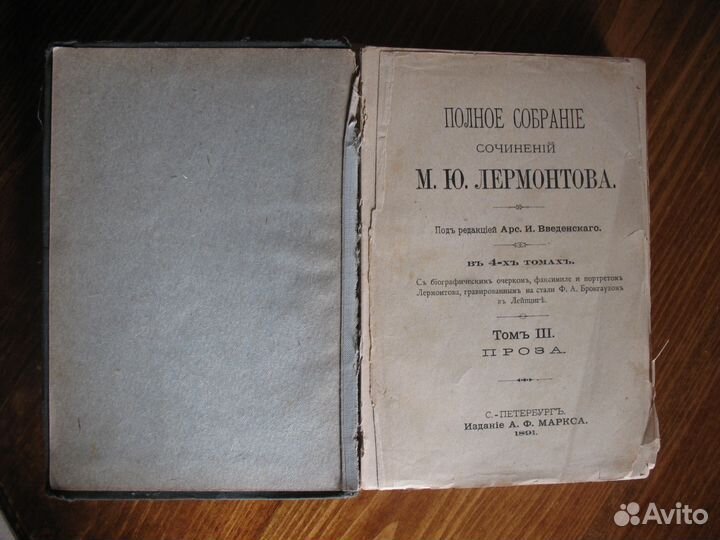 ПОЛНОЕ СОБРАНІЕ
СОЧИНЕНІЙ
М. Ю. ЛЕРМОНТОВА.
Подъ редакціей Арс. И. Введенскаго.
ВЪ 4-ХЪ ТОМАХЪ.
Съ біографическимъ очеркомъ, факсимиле и портретомъ
Лермонтова, гравированнымъ на стали Ф. А. Брокгаузомъ
въ Лейпцигѣ.
Томъ III.
ПРОЗА.
С.-ПЕТЕРБУРГЪ.
Изданіе А. Ф. МАРКСА.
1891.
Avito